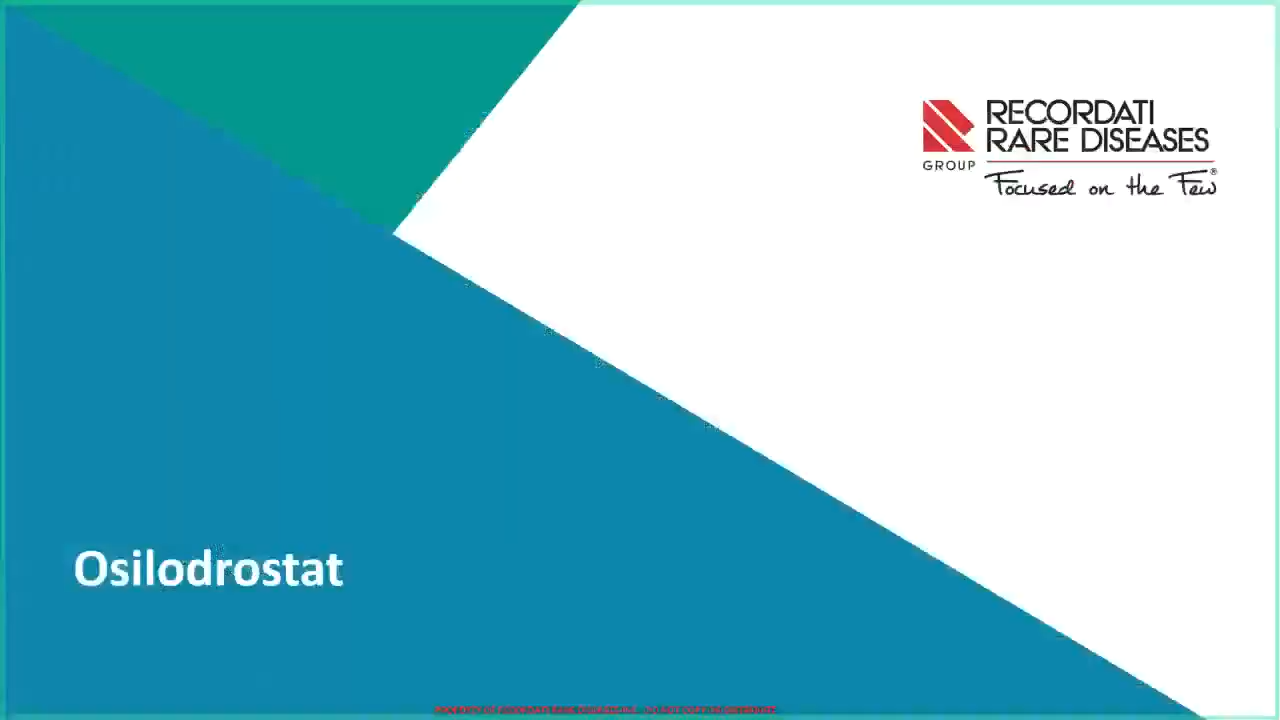 RECORDATI
RARE DISEASES
GROUP
Focused on the Few®
Osilodrostat